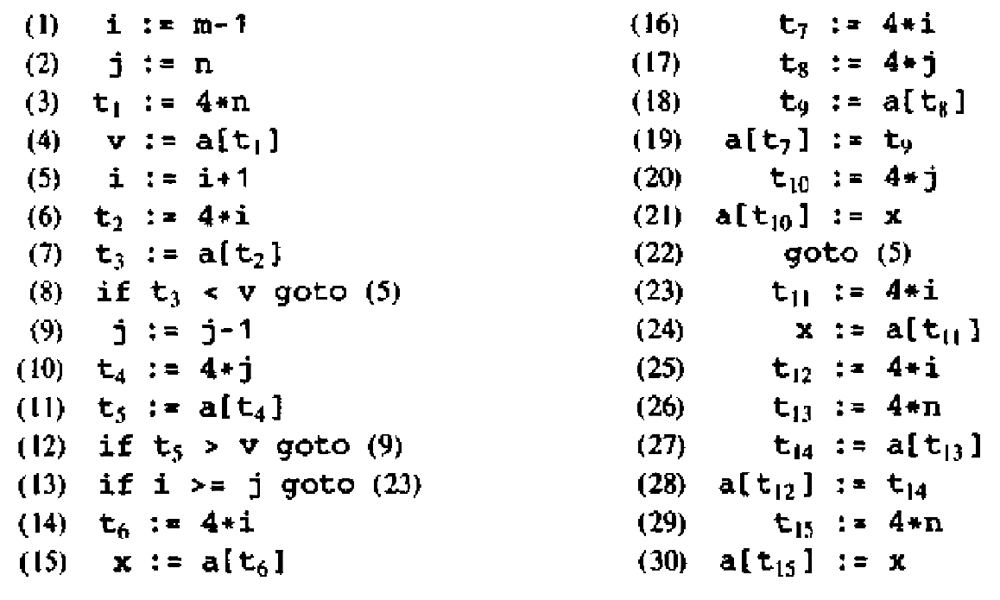 (1) i := m-1
(2) j := n
(3) t₁ := 4*n
(4) v := a[t₁]
(5) i := i+1
(6) t₂ := 4*i
(7) t₃ := a[t₂]
(8) if t₃ < v goto (5)
(9) j := j-1
(10) t₄ := 4*j
(11) t₅ := a[t₄]
(12) if t₅ > v goto (9)
(13) if i >= j goto (23)
(14) t₆ := 4*i
(15) x := a[t₆]
(16) t₇ := 4*i
(17) t₈ := 4*j
(18) t₉ := a[t₈]
(19) a[t₇] := t₉
(20) t₁₀ := 4*j
(21) a[t₁₀] := x
(22) goto (5)
(23) t₁₁ := 4*i
(24) x := a[t₁₁]
(25) t₁₂ := 4*i
(26) t₁₃ := 4*n
(27) t₁₄ := a[t₁₃]
(28) a[t₁₂] := t₁₄
(29) t₁₅ := 4*n
(30) a[t₁₅] := x